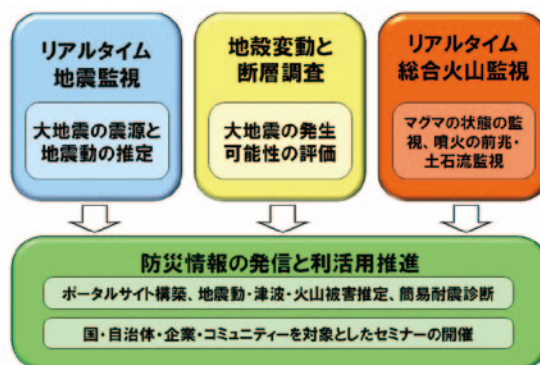 リアルタイム
地震監視
大地震の震源と
地震動の推定
地殻変動と
断層調査
大地震の発生
可能性の評価
リアルタイム
総合火山監視
マグマの状態の監
視、噴火の前兆・
土石流監視
防災情報の発信と利活用推進
ポータルサイト構築、地震動・津波・火山被害推定、簡易耐震診断
国・自治体・企業・コミュニティーを対象としたセミナーの開催